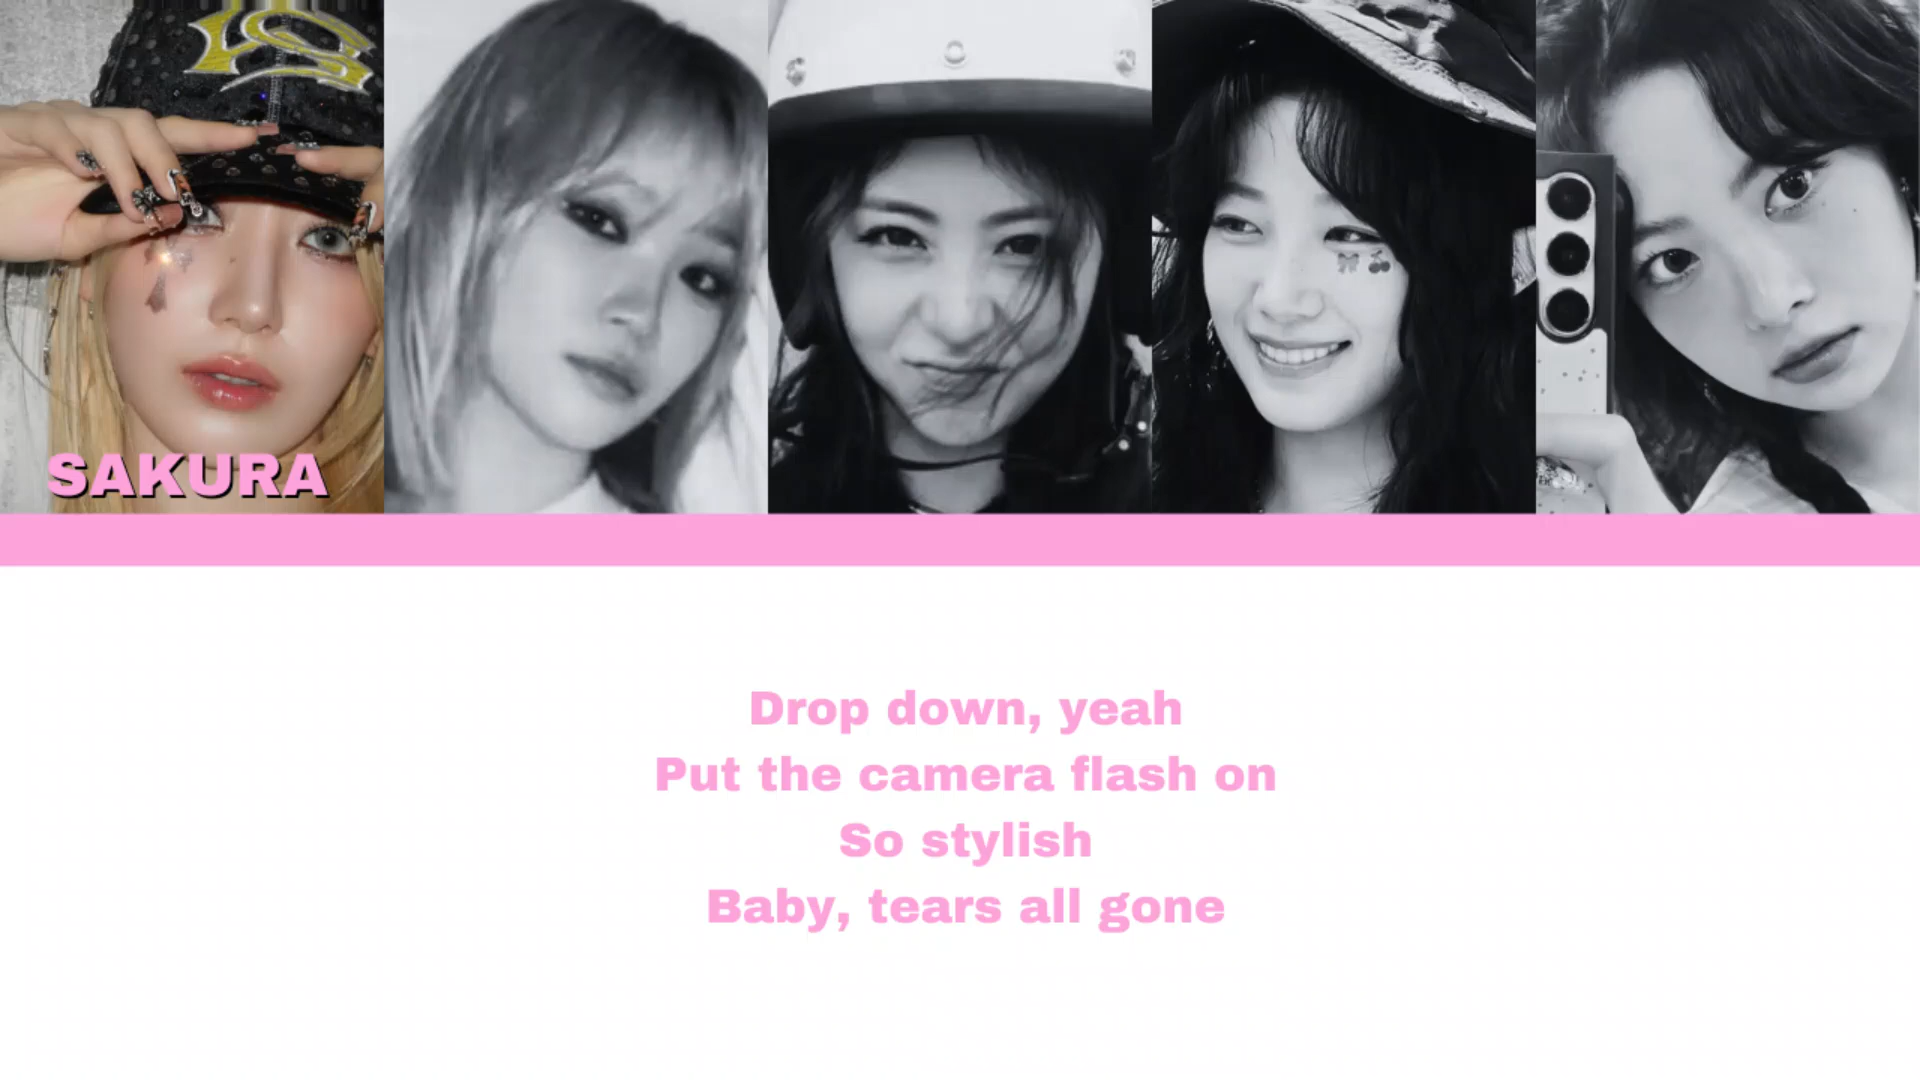 SAKURA
Drop down, yeah
Put the camera flash on
So stylish
Baby, tears all gone